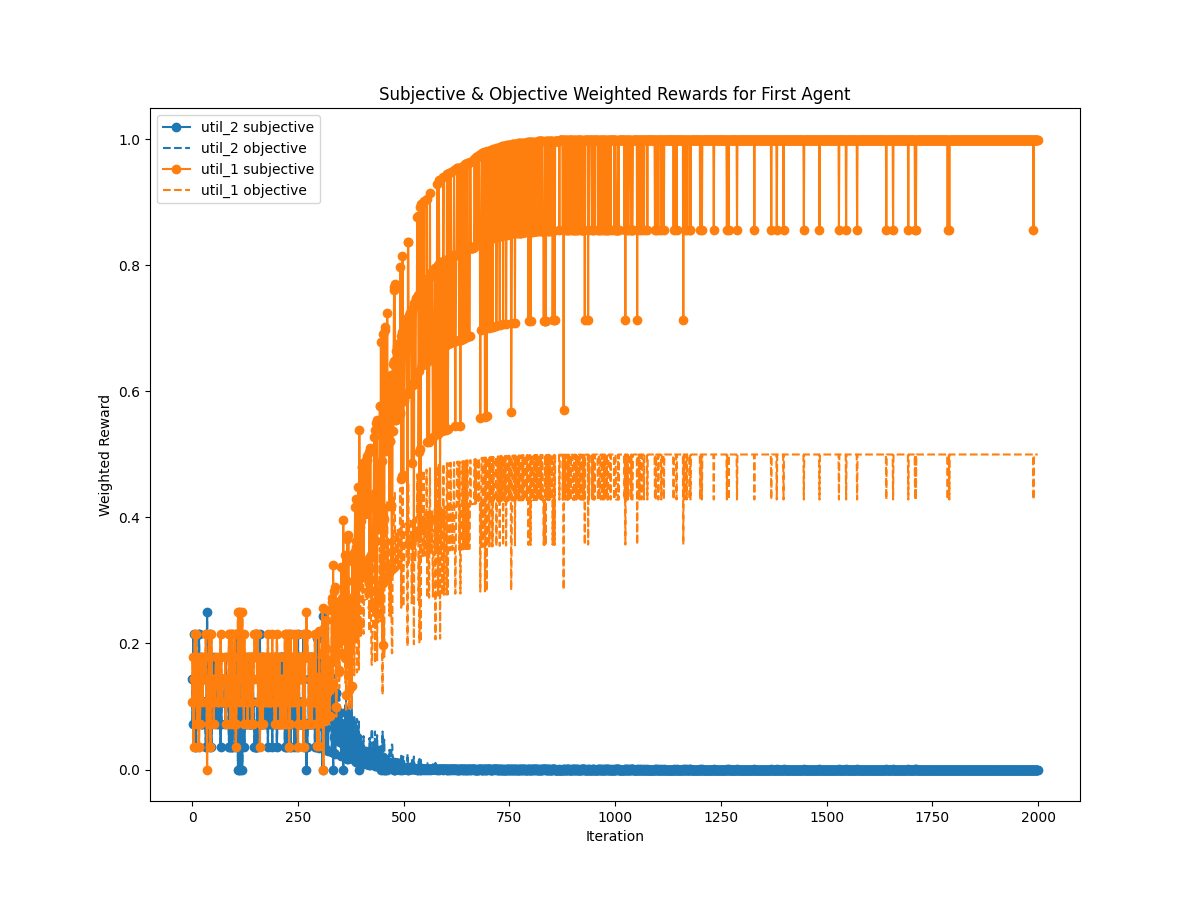 Subjective & Objective Weighted Rewards for First Agent
util_2 subjective
util_2 objective
util_1 subjective
util_1 objective
Weighted Reward
1.0
0.8
0.6
0.4
0.2
0.0
0 250 500 750 1000 1250 1500 1750 2000
Iteration